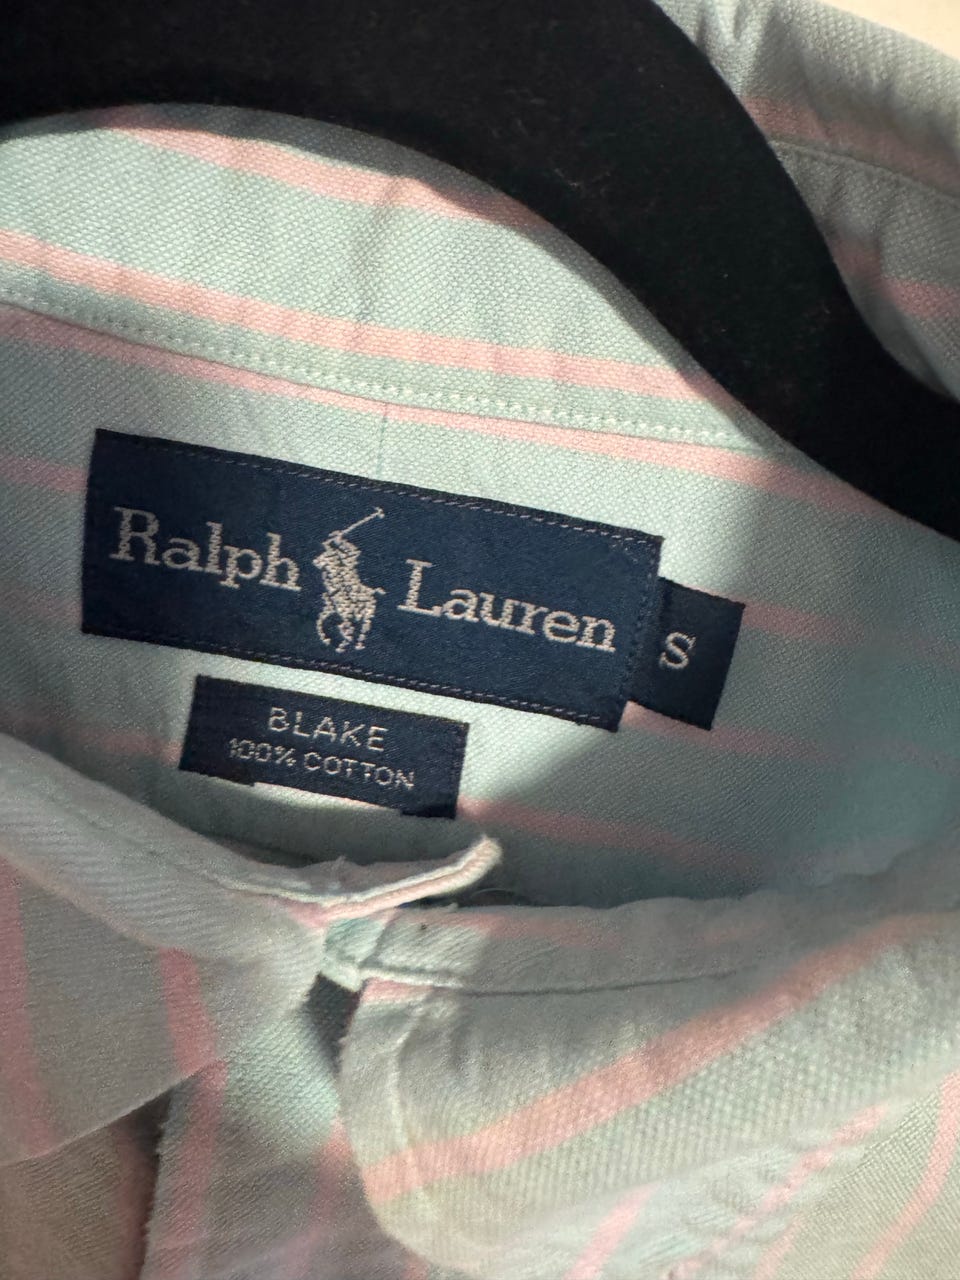 Ralph Lauren
S
BLAKE
100% COTTON